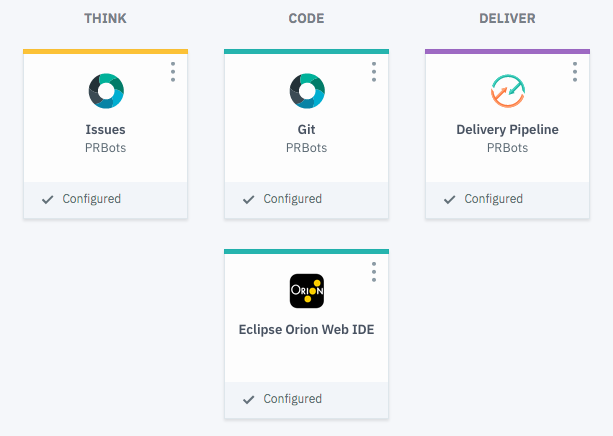 THINK
CODE
DELIVER
Issues
PRBots
Configured
Git
PRBots
Configured
Delivery Pipeline
PRBots
Configured
ORION
Eclipse Orion Web IDE
Configured